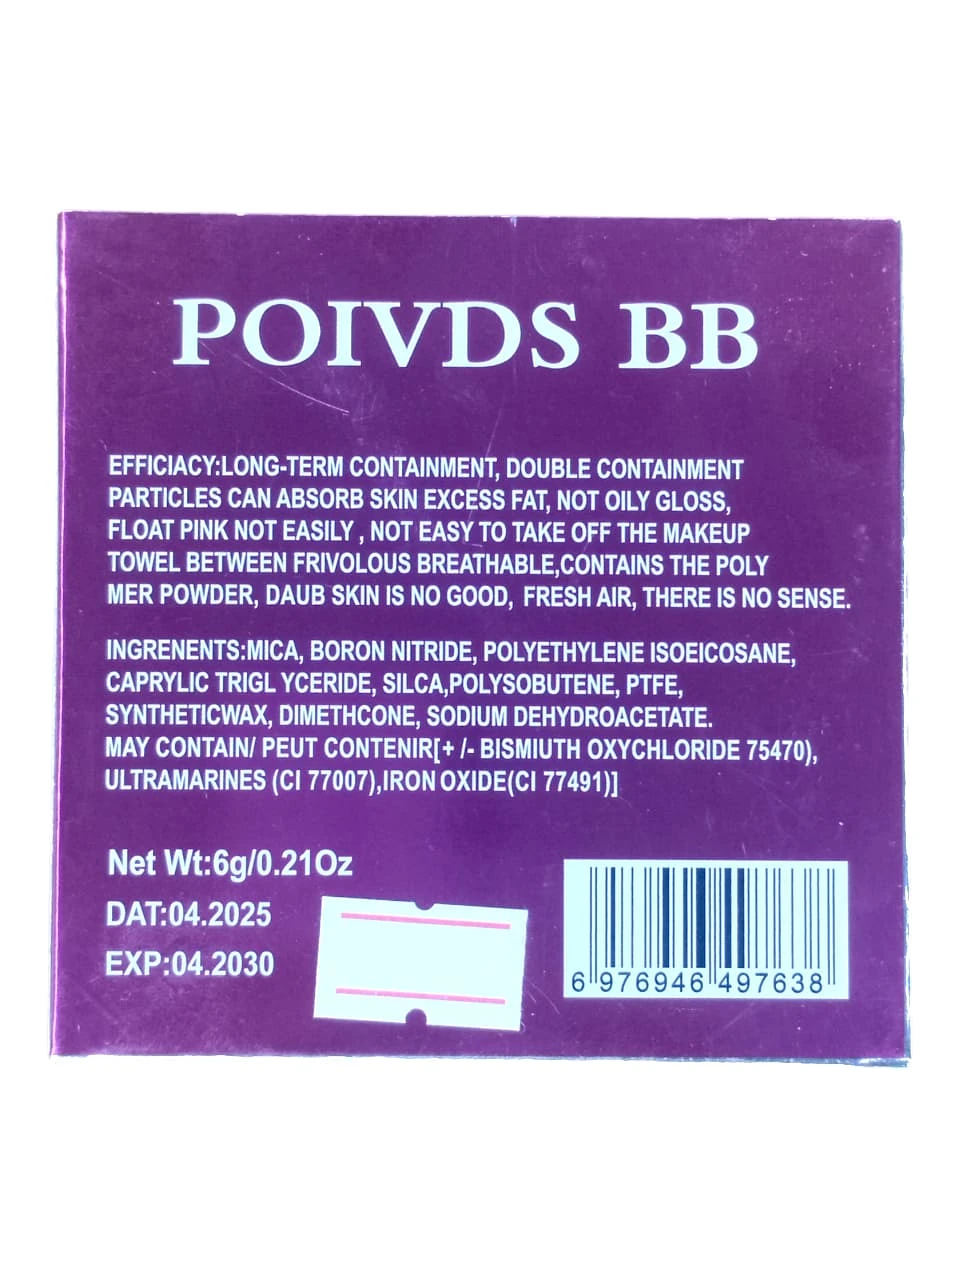 POIVDS BB
EFFICIACY:LONG-TERM CONTAINMENT, DOUBLE CONTAINMENT
PARTICLES CAN ABSORB SKIN EXCESS FAT, NOT OILY GLOSS,
FLOAT PINK NOT EASILY , NOT EASY TO TAKE OFF THE MAKEUP
TOWEL BETWEEN FRIVOLOUS BREATHABLE,CONTAINS THE POLY
MER POWDER, DAUB SKIN IS NO GOOD, FRESH AIR, THERE IS NO SENSE.
INGRENENTS:MICA, BORON NITRIDE, POLYETHYLENE ISOEICOSANE,
CAPRYLIC TRIGL YCERIDE, SILCA,POLYSOBUTENE, PTFE,
SYNTHETICWAX, DIMETHCONE, SODIUM DEHYDROACETATE.
MAY CONTAIN/ PEUT CONTENIR[+ /- BISMIUTH OXYCHLORIDE 75470),
ULTRAMARINES (CI 77007),IRON OXIDE(CI 77491)]
Net Wt:6g/0.21Oz
DAT:04.2025
EXP:04.2030
6 976946 497638